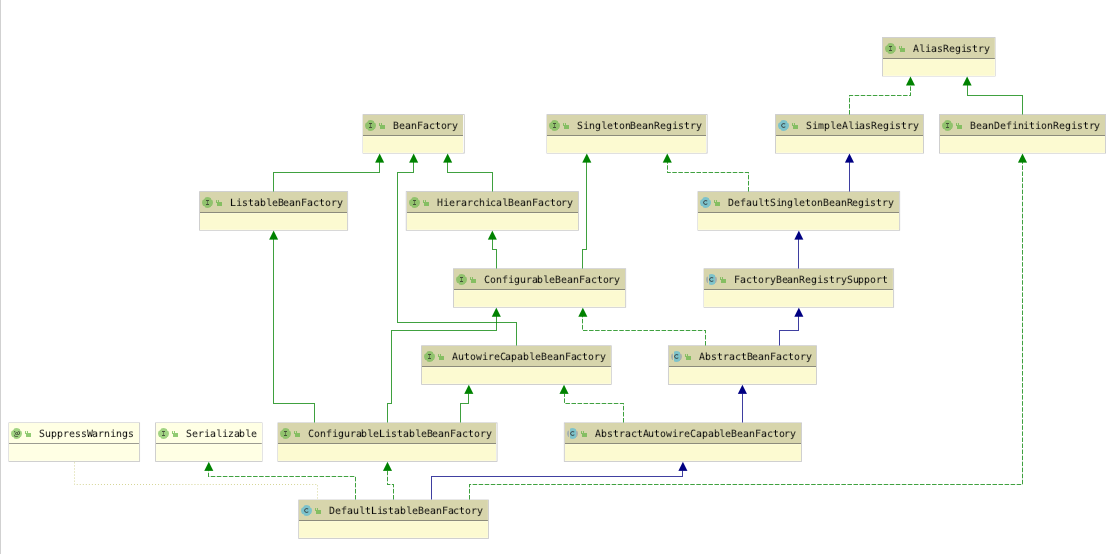 AliasRegistry
BeanFactory
SingletonBeanRegistry
SimpleAliasRegistry
BeanDefinitionRegistry
ListableBeanFactory
HierarchicalBeanFactory
DefaultSingletonBeanRegistry
ConfigurableBeanFactory
FactoryBeanRegistrySupport
AutowireCapableBeanFactory
AbstractBeanFactory
SuppressWarnings
Serializable
ConfigurableListableBeanFactory
AbstractAutowireCapableBeanFactory
DefaultListableBeanFactory